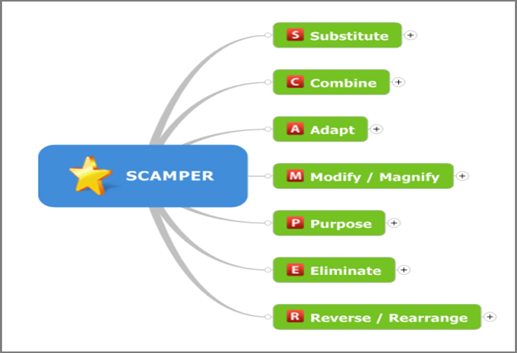 SCAMPER
S Substitute
C Combine
A Adapt
M Modify / Magnify
P Purpose
E Eliminate
R Reverse / Rearrange